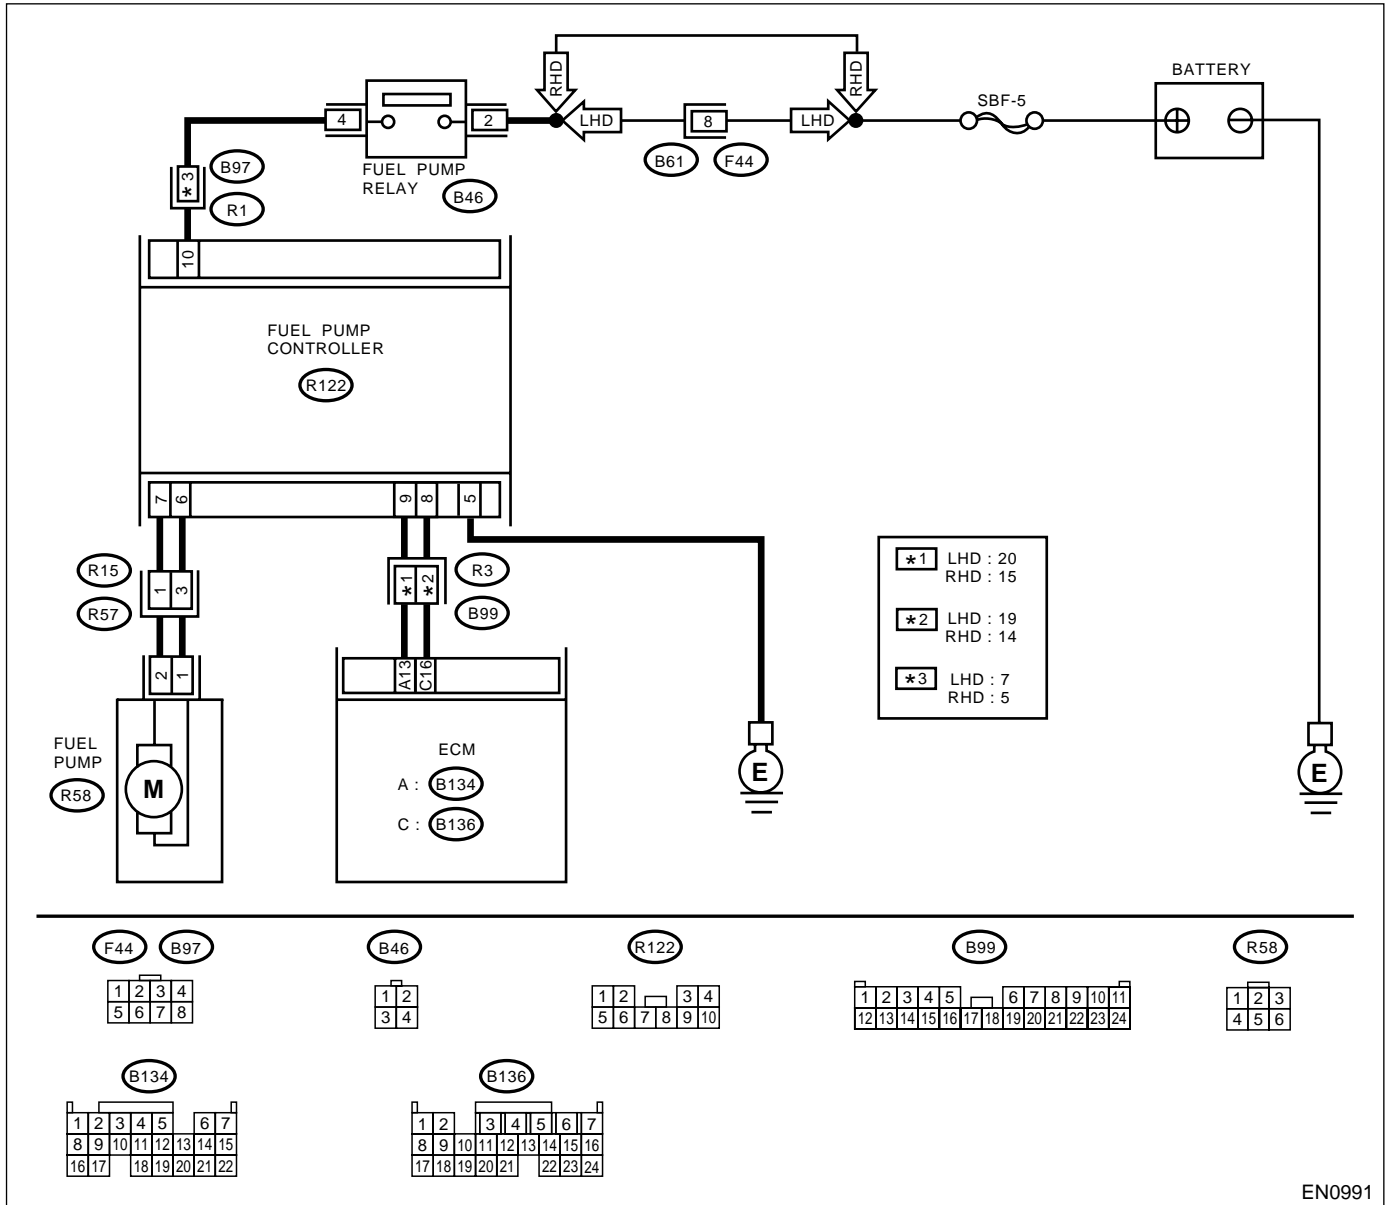 RHD
RHD
BATTERY
SBF-5
4
2
LHD
8
LHD
FUEL PUMP
RELAY
B46
B61
F44
* 3
B97
R1
10
FUEL PUMP
CONTROLLER
R122
7
6
9
8
5
R15
R57
1
3
*1
*2
R3
B99
*1 LHD : 20
RHD : 15
*2 LHD : 19
RHD : 14
*3 LHD : 7
RHD : 5
2
1
A13
C16
FUEL
PUMP
R58
M
ECM
A : B134
C : B136
E
E
F44 B97
1 2 3 4
5 6 7 8
B46
1 2
3 4
R122
1 2 3 4
5 6 7 8 9 10
B99
1 2 3 4 5 6 7 8 9 10 11
12 13 14 15 16 17 18 19 20 21 22 23 24
R58
1 2 3
4 5 6
B134
1 2 3 4 5 6 7
8 9 10 11 12 13 14 15
16 17 18 19 20 21 22
B136
1 2 3 4 5 6 7
8 9 10 11 12 13 14 15 16
17 18 19 20 21 22 23 24
EN0991